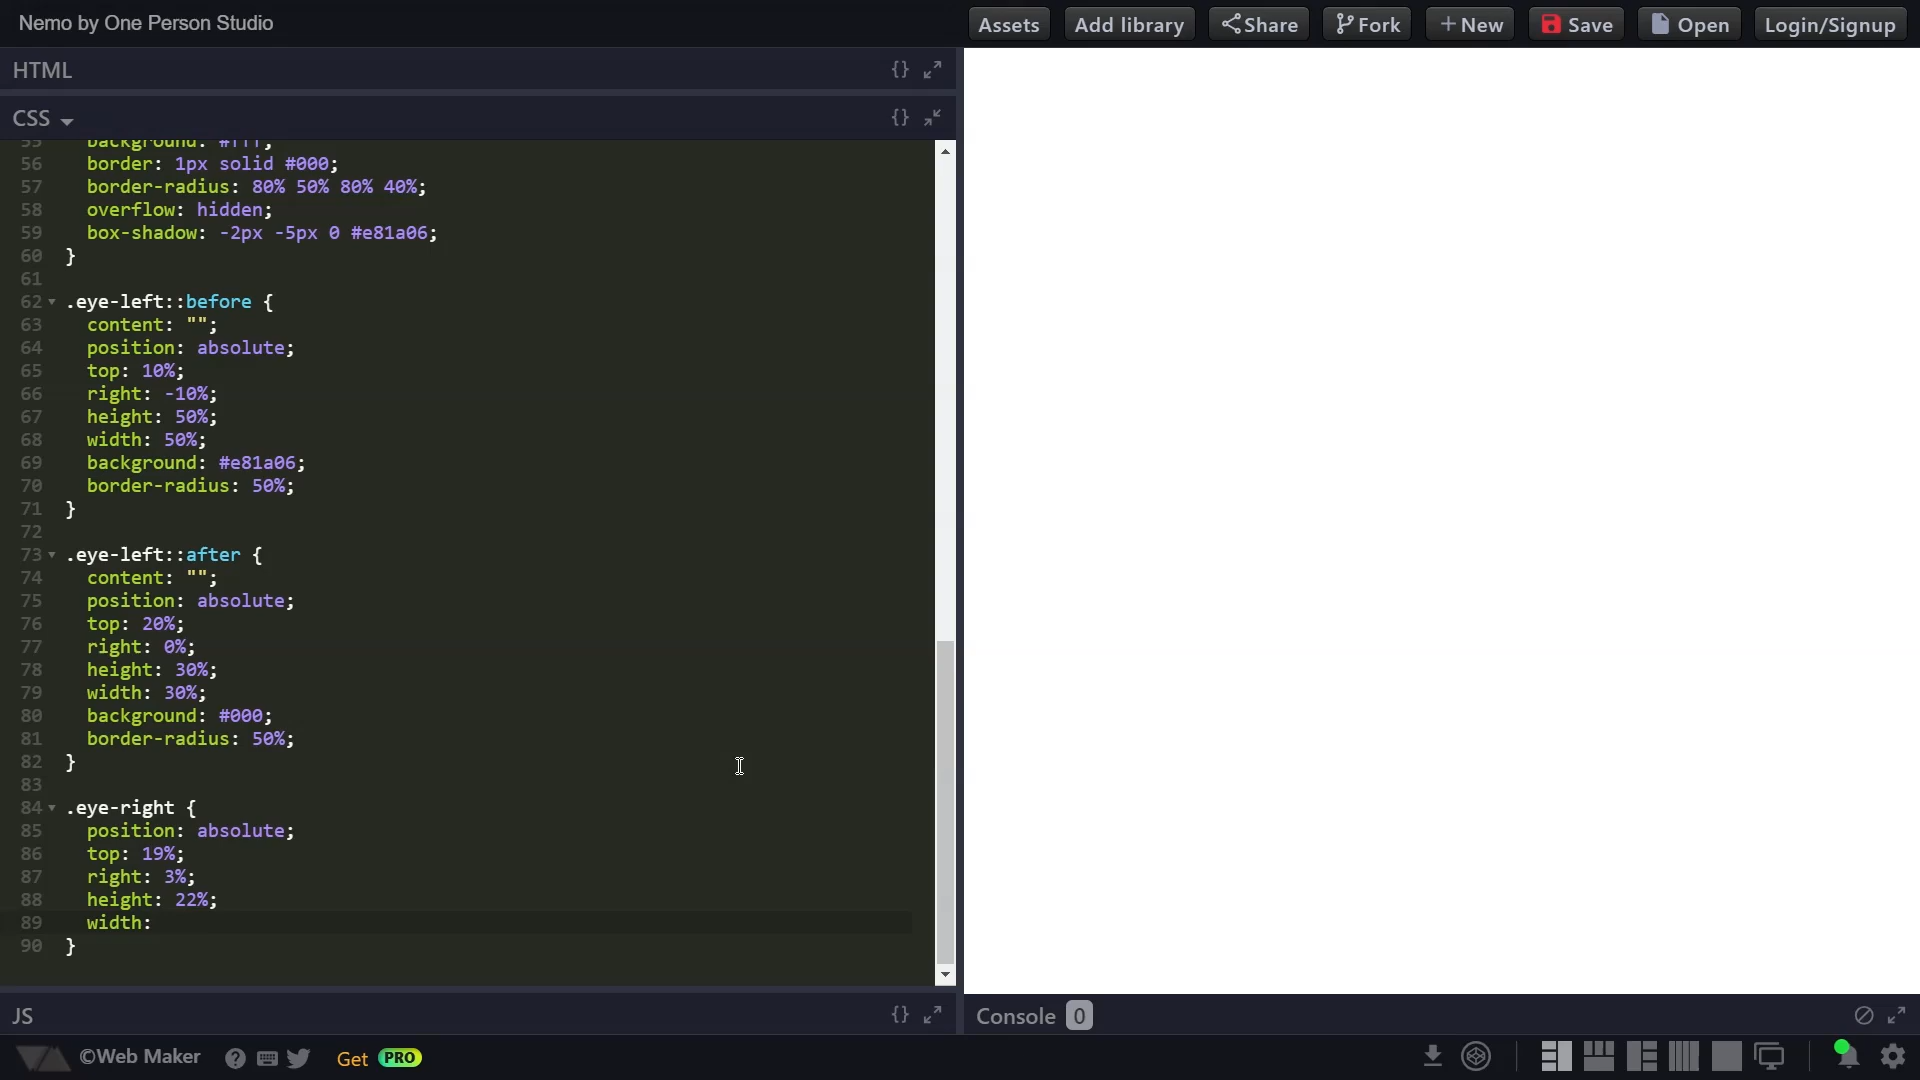 Nemo by One Person Studio
Assets
Add library
Share
Fork
+ New
Save
Open
Login/Signup
HTML
{}
CSS
{}
55 background: #fff;
56 border: 1px solid #000;
57 border-radius: 80% 50% 80% 40%;
58 overflow: hidden;
59 box-shadow: -2px -5px 0 #e81a06;
60 }
61
62 .eye-left::before {
63 content: "";
64 position: absolute;
65 top: 10%;
66 right: -10%;
67 height: 50%;
68 width: 50%;
69 background: #e81a06;
70 border-radius: 50%;
71 }
72
73 .eye-left::after {
74 content: "";
75 position: absolute;
76 top: 20%;
77 right: 0%;
78 height: 30%;
79 width: 30%;
80 background: #000;
81 border-radius: 50%;
82 }
83
84 .eye-right {
85 position: absolute;
86 top: 19%;
87 right: 3%;
88 height: 22%;
89 width:
90 }
JS
{}
Console 0
©Web Maker
?
Get PRO